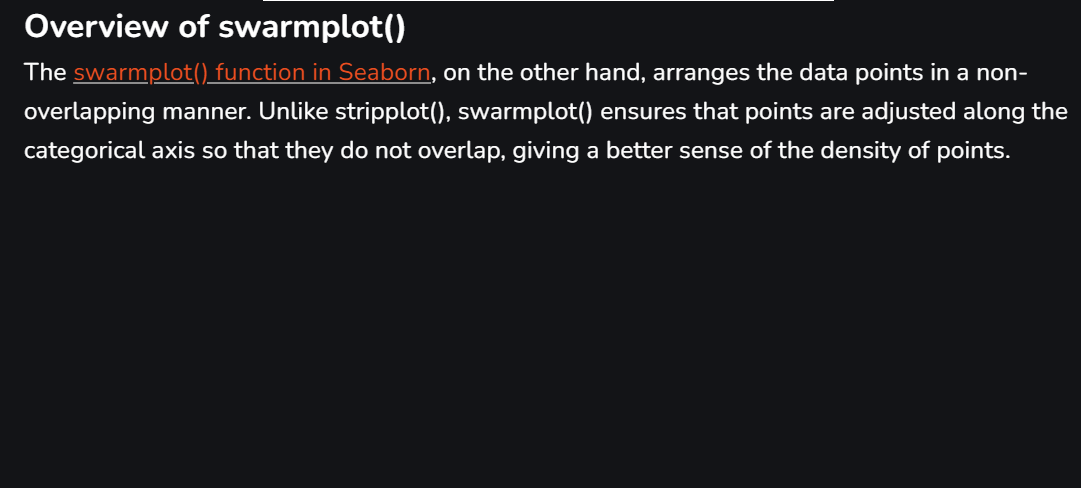 Overview of swarmplot()
The swarmplot() function in Seaborn, on the other hand, arranges the data points in a non-
overlapping manner. Unlike stripplot(), swarmplot() ensures that points are adjusted along the
categorical axis so that they do not overlap, giving a better sense of the density of points.